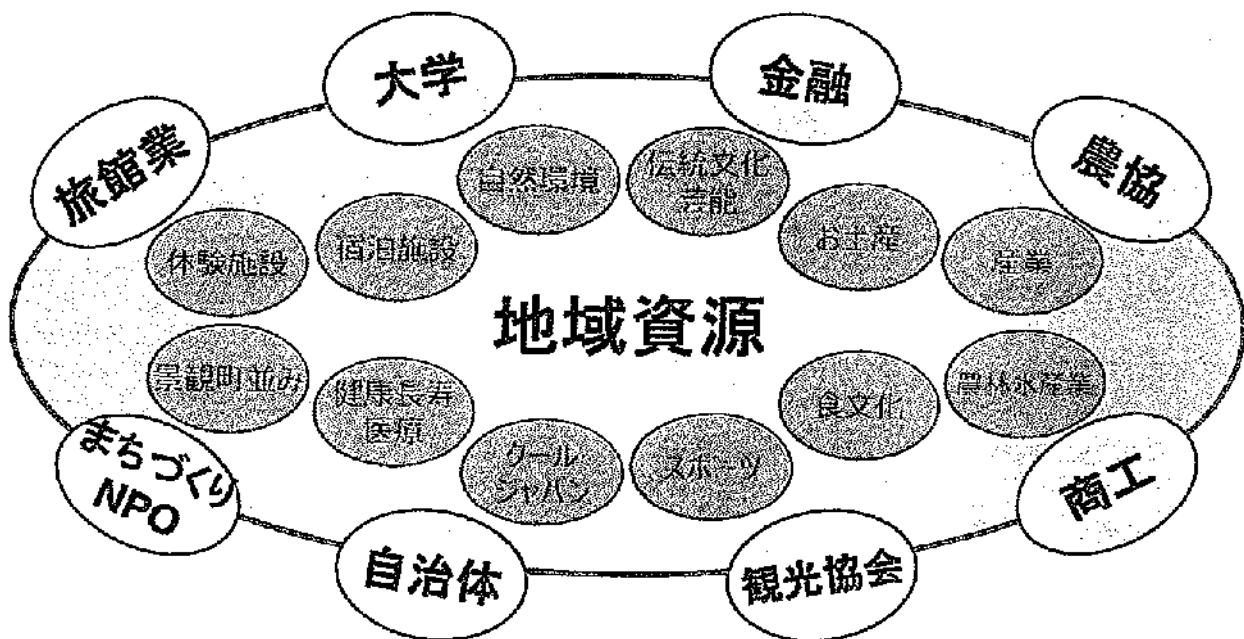 大学
金融
旅館業
農協
自然環境
伝統文化
芸能
宿泊施設
お土産
体験施設
産業
地域資源
景観町並み
健康長寿
医療
食文化
農林水産業
クール
ジャパン
スポーツ
まちづくり
NPO
商工
自治体
観光協会